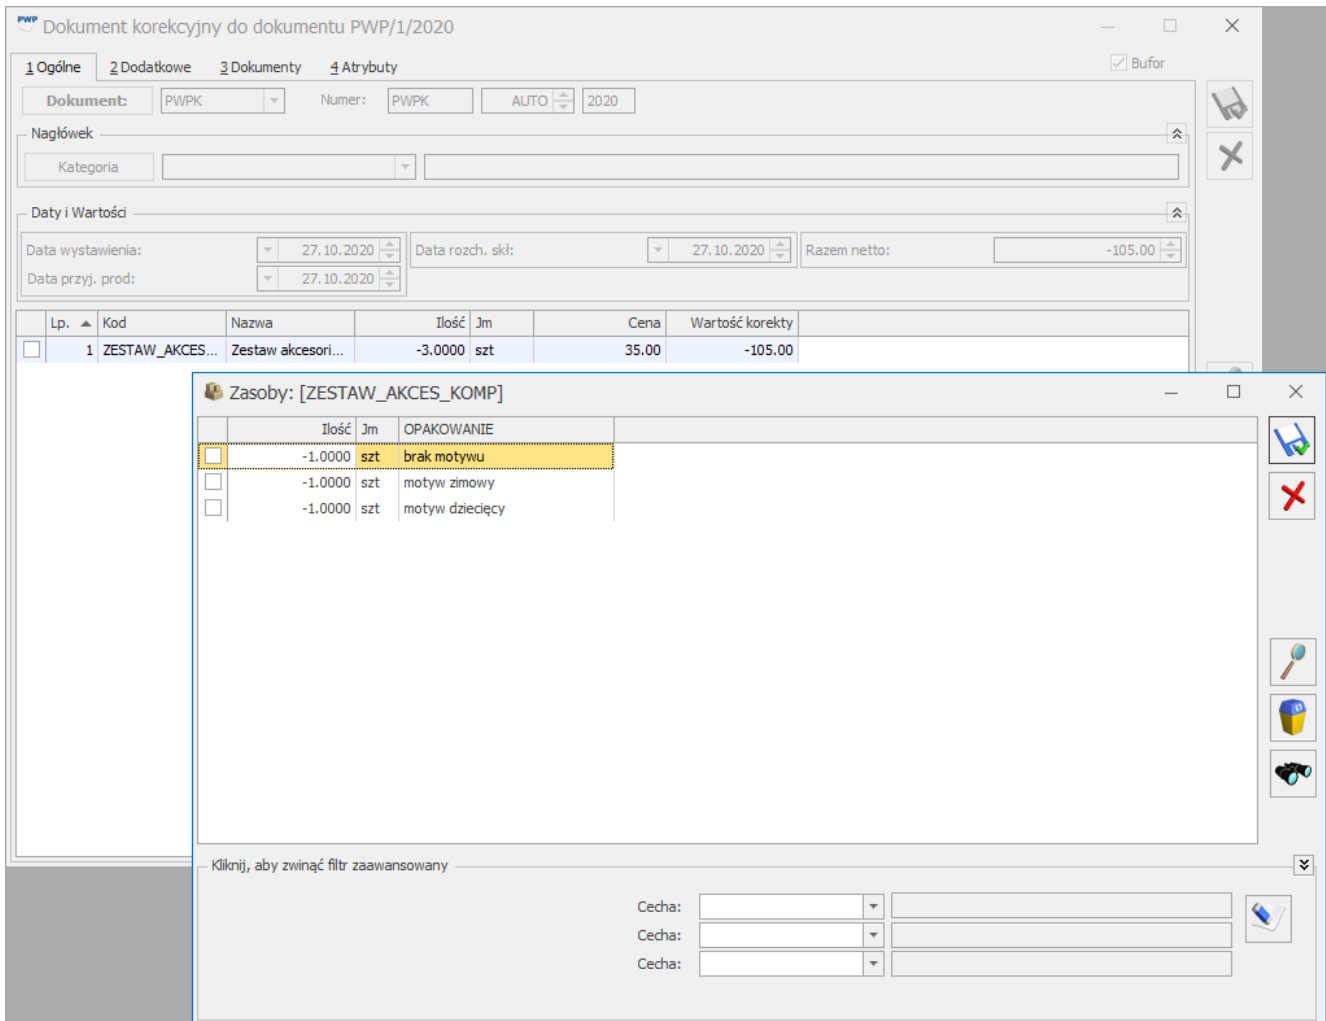 PWP Dokument korekcyjny do dokumentu PWP/1/2020
1 Ogólne 2 Dodatkowe 3 Dokumenty 4 Atrybuty Bufor
Dokument: PWPK Numer: PWPK AUTO 2020
Nagłówek
Kategoria
Daty i Wartości
Data wystawienia: 27.10.2020 Data rozch. skł: 27.10.2020 Razem netto: -105.00
Data przyj. prod: 27.10.2020
Lp. Kod Nazwa Ilość Jm Cena Wartość korekty
1 ZESTAW_AKCES... Zestaw akcesori... -3.0000 szt 35.00 -105.00
Zasoby: [ZESTAW_AKCES_KOMP]
Ilość Jm OPAKOWANIE
-1.0000 szt brak motywu
-1.0000 szt motyw zimowy
-1.0000 szt motyw dziecięcy
Kliknij, aby zwinąć filtr zaawansowany
Cecha:
Cecha:
Cecha: